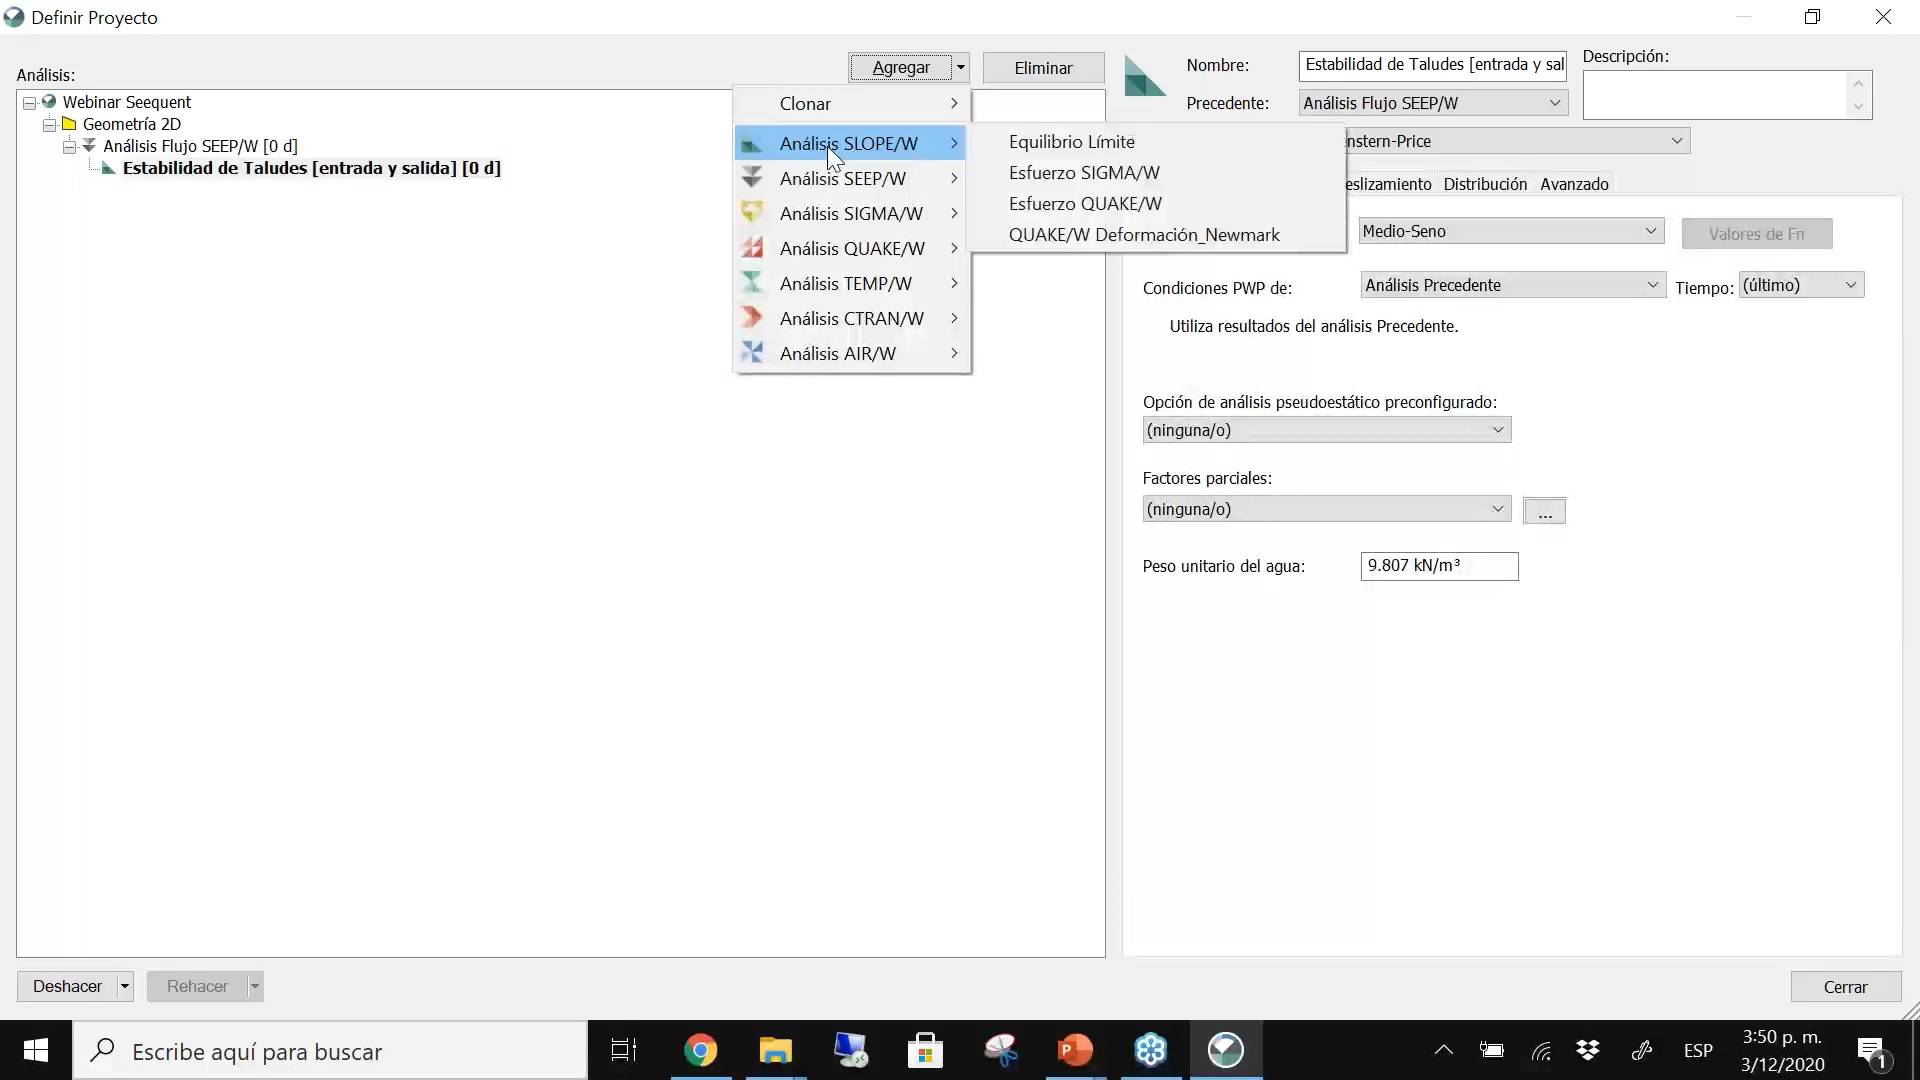 Definir Proyecto
Análisis:
Agregar
Eliminar
Webinar Seequent
Geometría 2D
Análisis Flujo SEEP/W [0 d]
Estabilidad de Taludes [entrada y salida] [0 d]
Clonar
Análisis SLOPE/W
Análisis SEEP/W
Análisis SIGMA/W
Análisis QUAKE/W
Análisis TEMP/W
Análisis CTRAN/W
Análisis AIR/W
Equilibrio Límite
Esfuerzo SIGMA/W
Esfuerzo QUAKE/W
QUAKE/W Deformación_Newmark
Nombre:
Estabilidad de Taludes [entrada y sal
Descripción:
Precedente:
Análisis Flujo SEEP/W
nstern-Price
eslizamiento
Distribución
Avanzado
Medio-Seno
Valores de Fn
Condiciones PWP de:
Análisis Precedente
Tiempo:
(último)
Utiliza resultados del análisis Precedente.
Opción de análisis pseudoestático preconfigurado:
(ninguna/o)
Factores parciales:
(ninguna/o)
...
Peso unitario del agua:
9.807 kN/m³
Deshacer
Rehacer
Cerrar
Escribe aquí para buscar
ESP
3:50 p. m.
3/12/2020
1